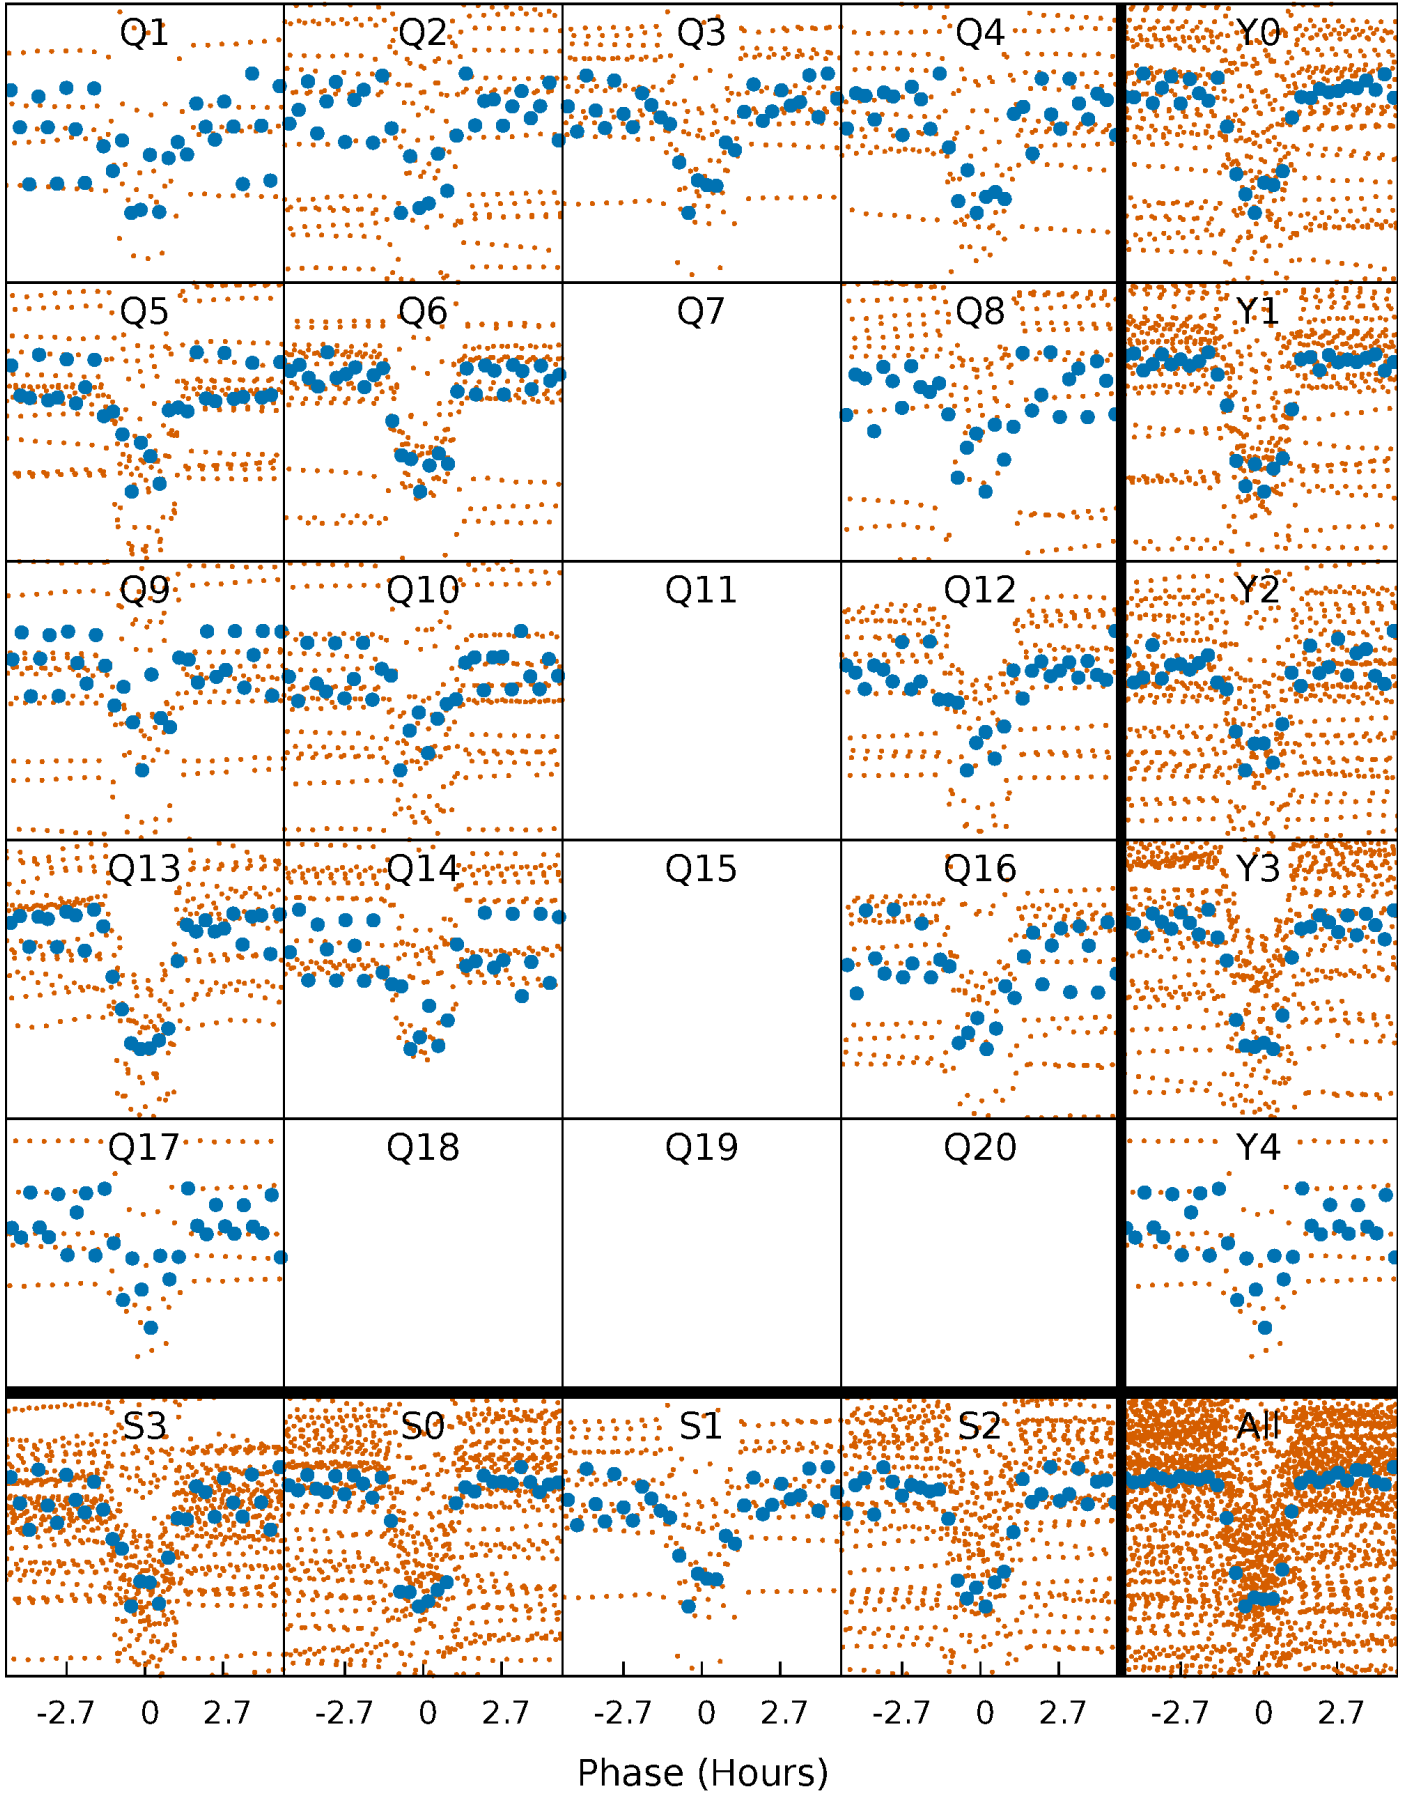 Q1 Q2 Q3 Q4 Y0
Q5 Q6 Q7 Q8 Y1
Q9 Q10 Q11 Q12 Y2
Q13 Q14 Q15 Q16 Y3
Q17 Q18 Q19 Q20 Y4
S3 S0 S1 S2 All
-2.7 0 2.7 -2.7 0 2.7 -2.7 0 2.7 -2.7 0 2.7 -2.7 0 2.7
Phase (Hours)